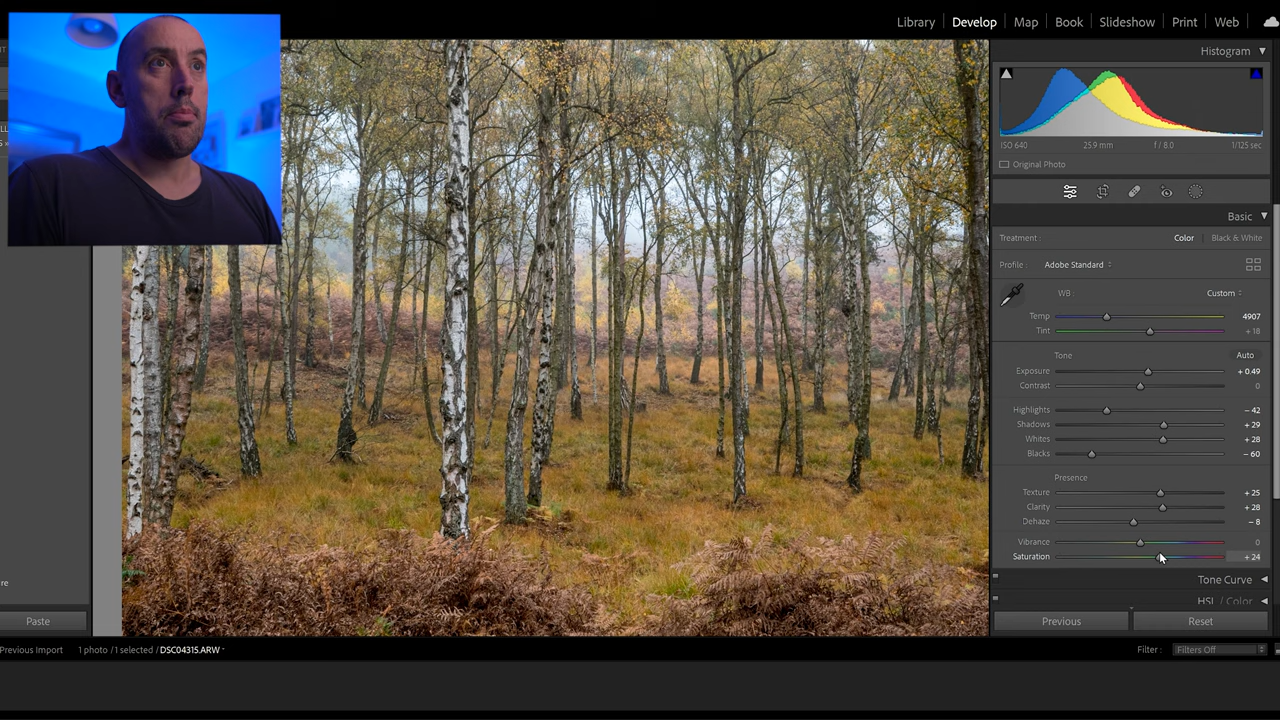 Library | Develop | Map | Book | Slideshow | Print | Web
Histogram
ISO 640 25.9 mm f / 8.0 1/125 sec
Original Photo
Basic
Treatment : Color | Black & White
Profile : Adobe Standard
WB : Custom
Temp 4907
Tint + 18
Tone Auto
Exposure + 0.49
Contrast 0
Highlights − 42
Shadows + 29
Whites + 28
Blacks − 60
Presence
Texture + 25
Clarity + 28
Dehaze − 8
Vibrance 0
Saturation + 24
Tone Curve
HSL / Color
Previous Reset
Paste
Previous Import 1 photo / 1 selected / DSC04315.ARW
Filter : Filters Off